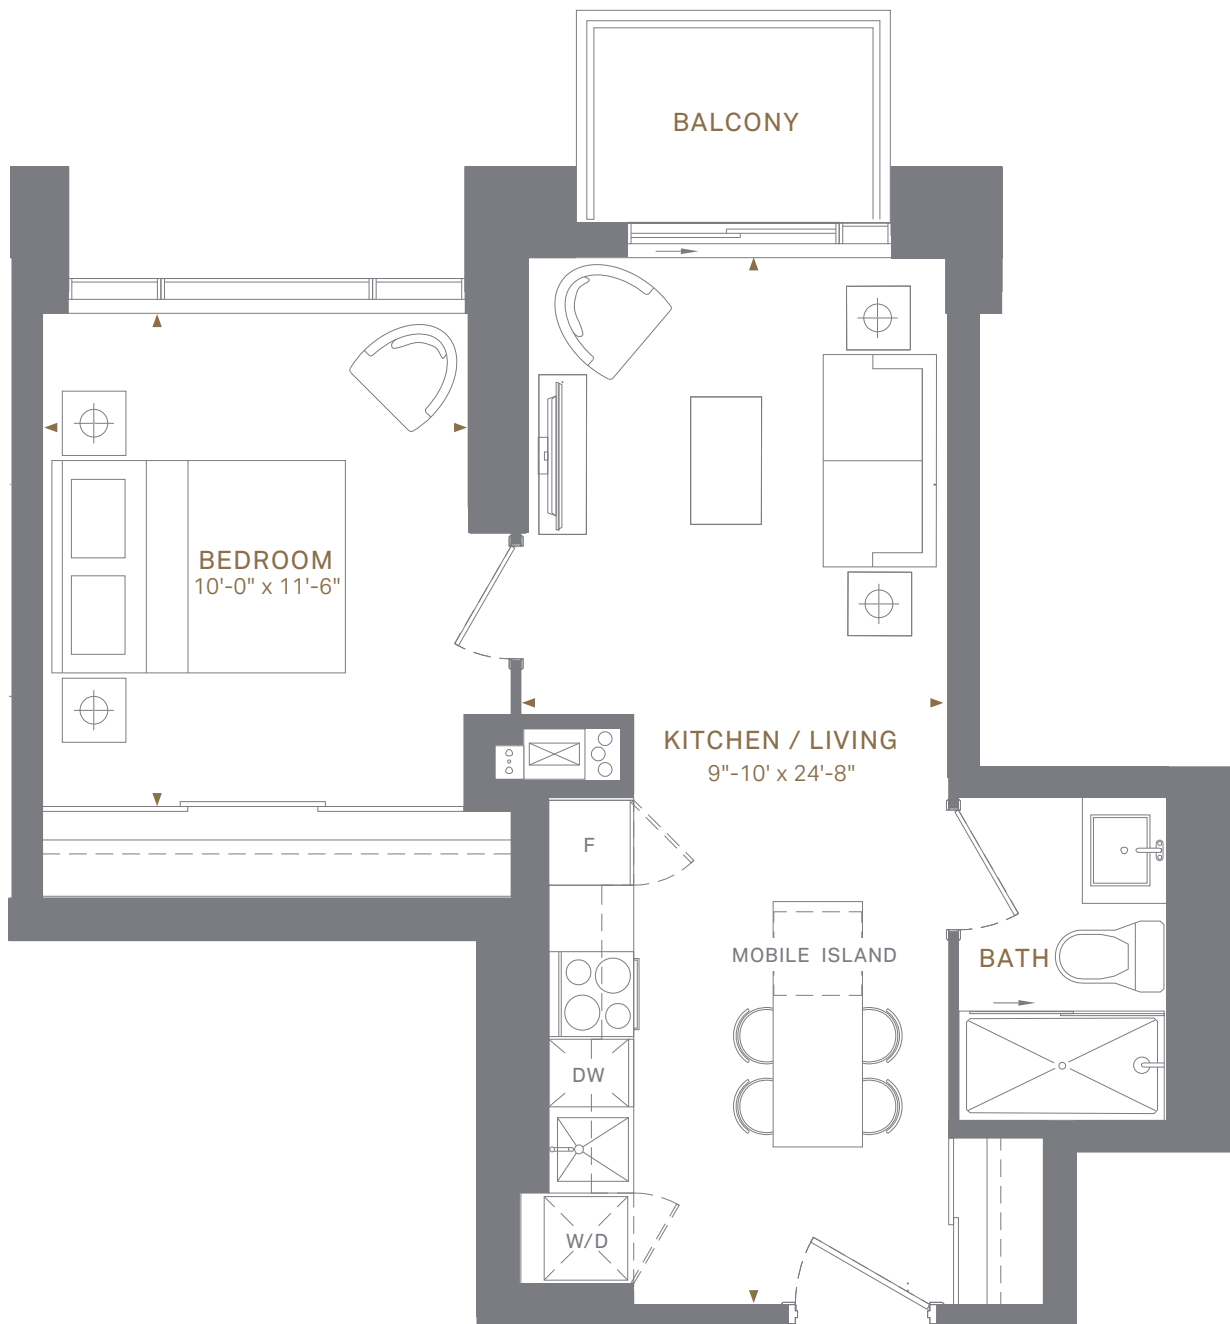 BALCONY
BEDROOM
10'-0" x 11'-6"
KITCHEN / LIVING
9"-10' x 24'-8"
F
MOBILE ISLAND
BATH
DW
W/D